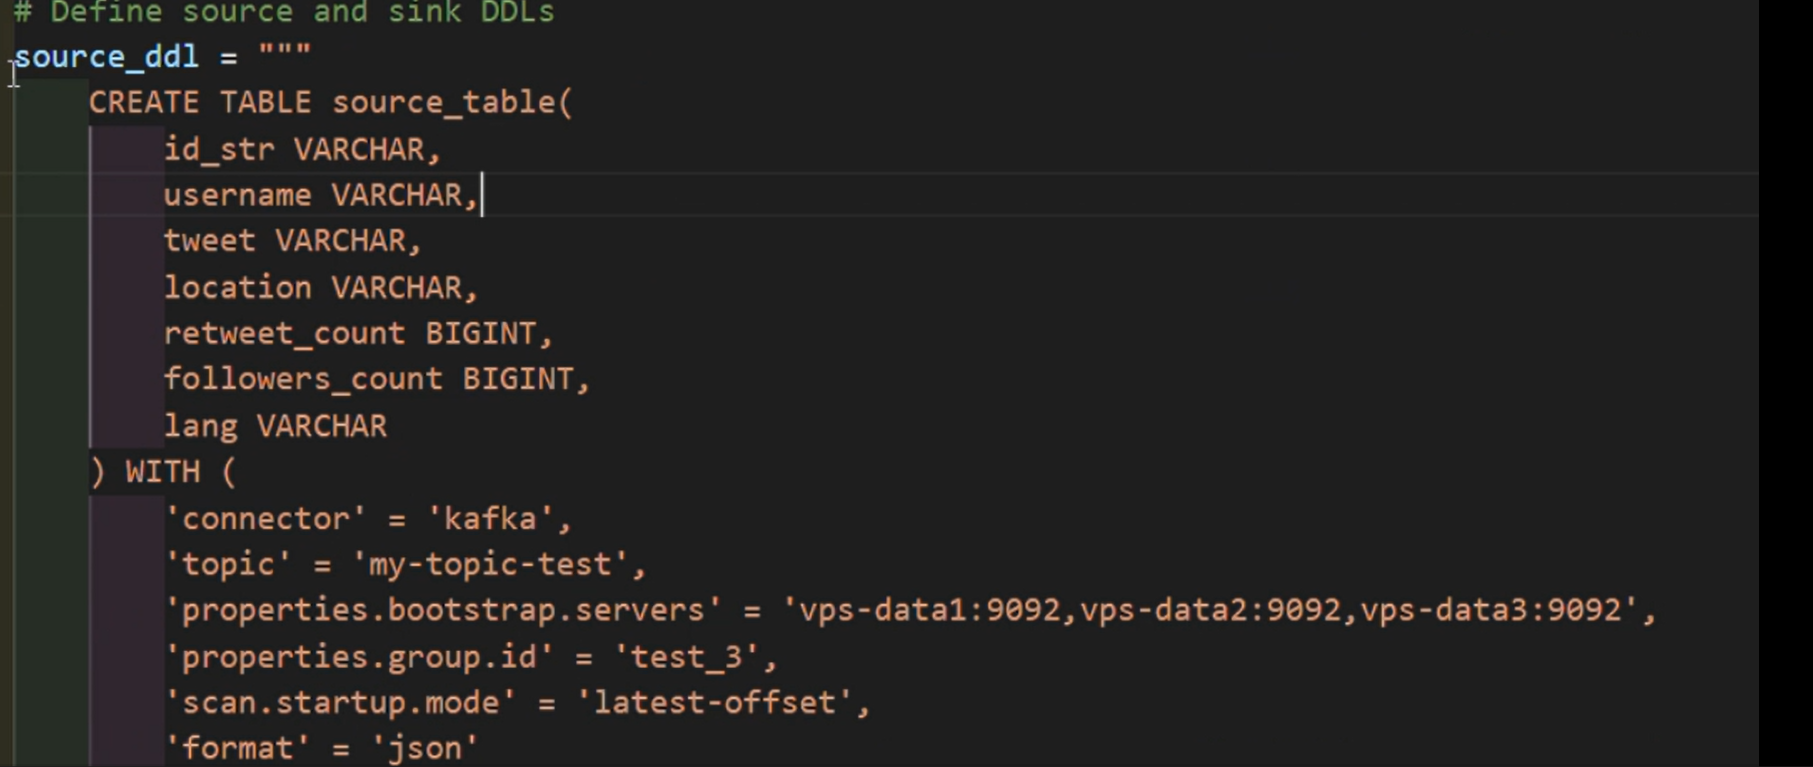 # Define source and sink DDLs
source_ddl = """
    CREATE TABLE source_table(
        id_str VARCHAR,
        username VARCHAR,
        tweet VARCHAR,
        location VARCHAR,
        retweet_count BIGINT,
        followers_count BIGINT,
        lang VARCHAR
    ) WITH (
        'connector' = 'kafka',
        'topic' = 'my-topic-test',
        'properties.bootstrap.servers' = 'vps-data1:9092,vps-data2:9092,vps-data3:9092',
        'properties.group.id' = 'test_3',
        'scan.startup.mode' = 'latest-offset',
        'format' = 'json'